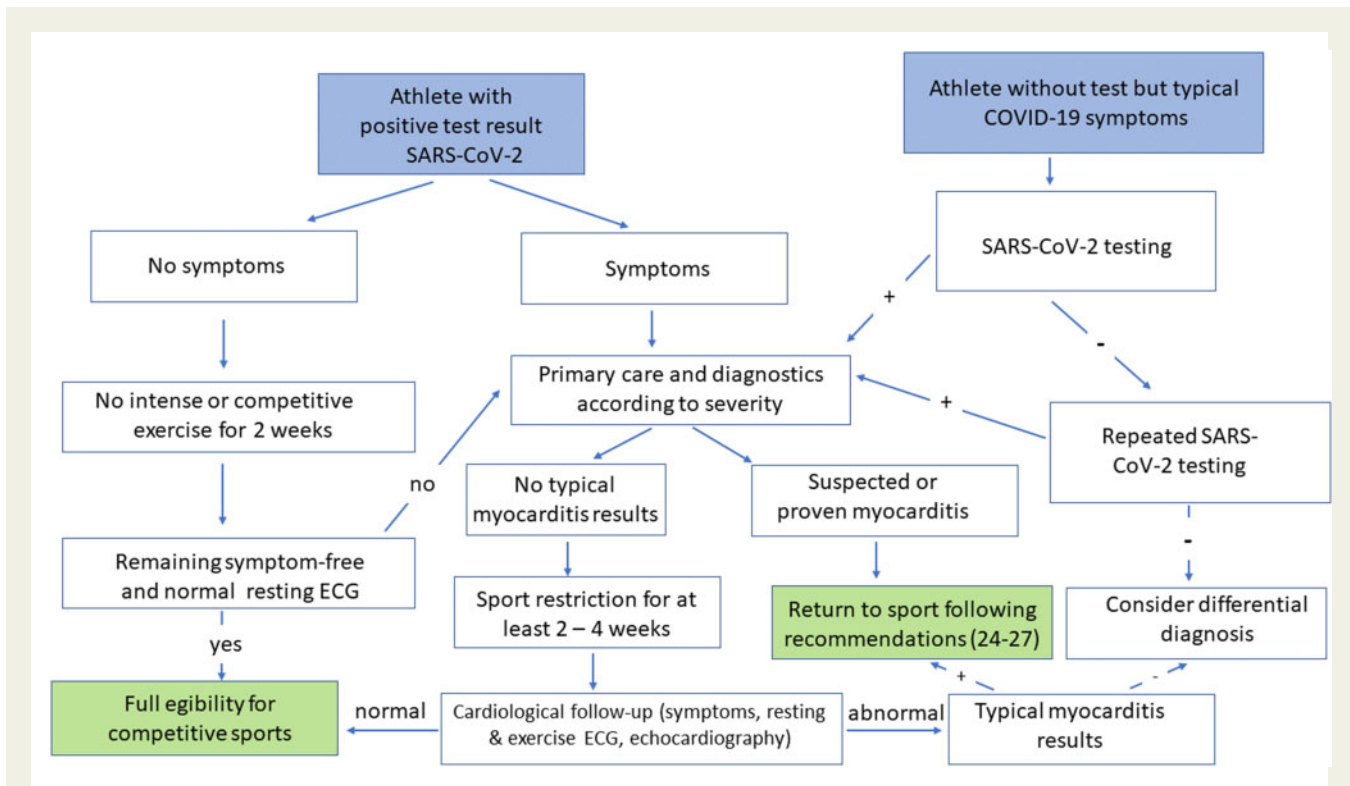 Athlete with
positive test result
SARS-CoV-2
Athlete without test but typical
COVID-19 symptoms
No symptoms
Symptoms
SARS-CoV-2 testing
+
-
No intense or competitive
exercise for 2 weeks
Primary care and diagnostics
according to severity
+
Repeated SARS-
CoV-2 testing
no
No typical
myocarditis results
Suspected or
proven myocarditis
-
Remaining symptom-free
and normal resting ECG
Sport restriction for at
least 2 – 4 weeks
Return to sport following
recommendations (24-27)
Consider differential
diagnosis
yes
+
-
Full egibility for
competitive sports
normal
Cardiological follow-up (symptoms, resting
& exercise ECG, echocardiography)
abnormal
Typical myocarditis
results